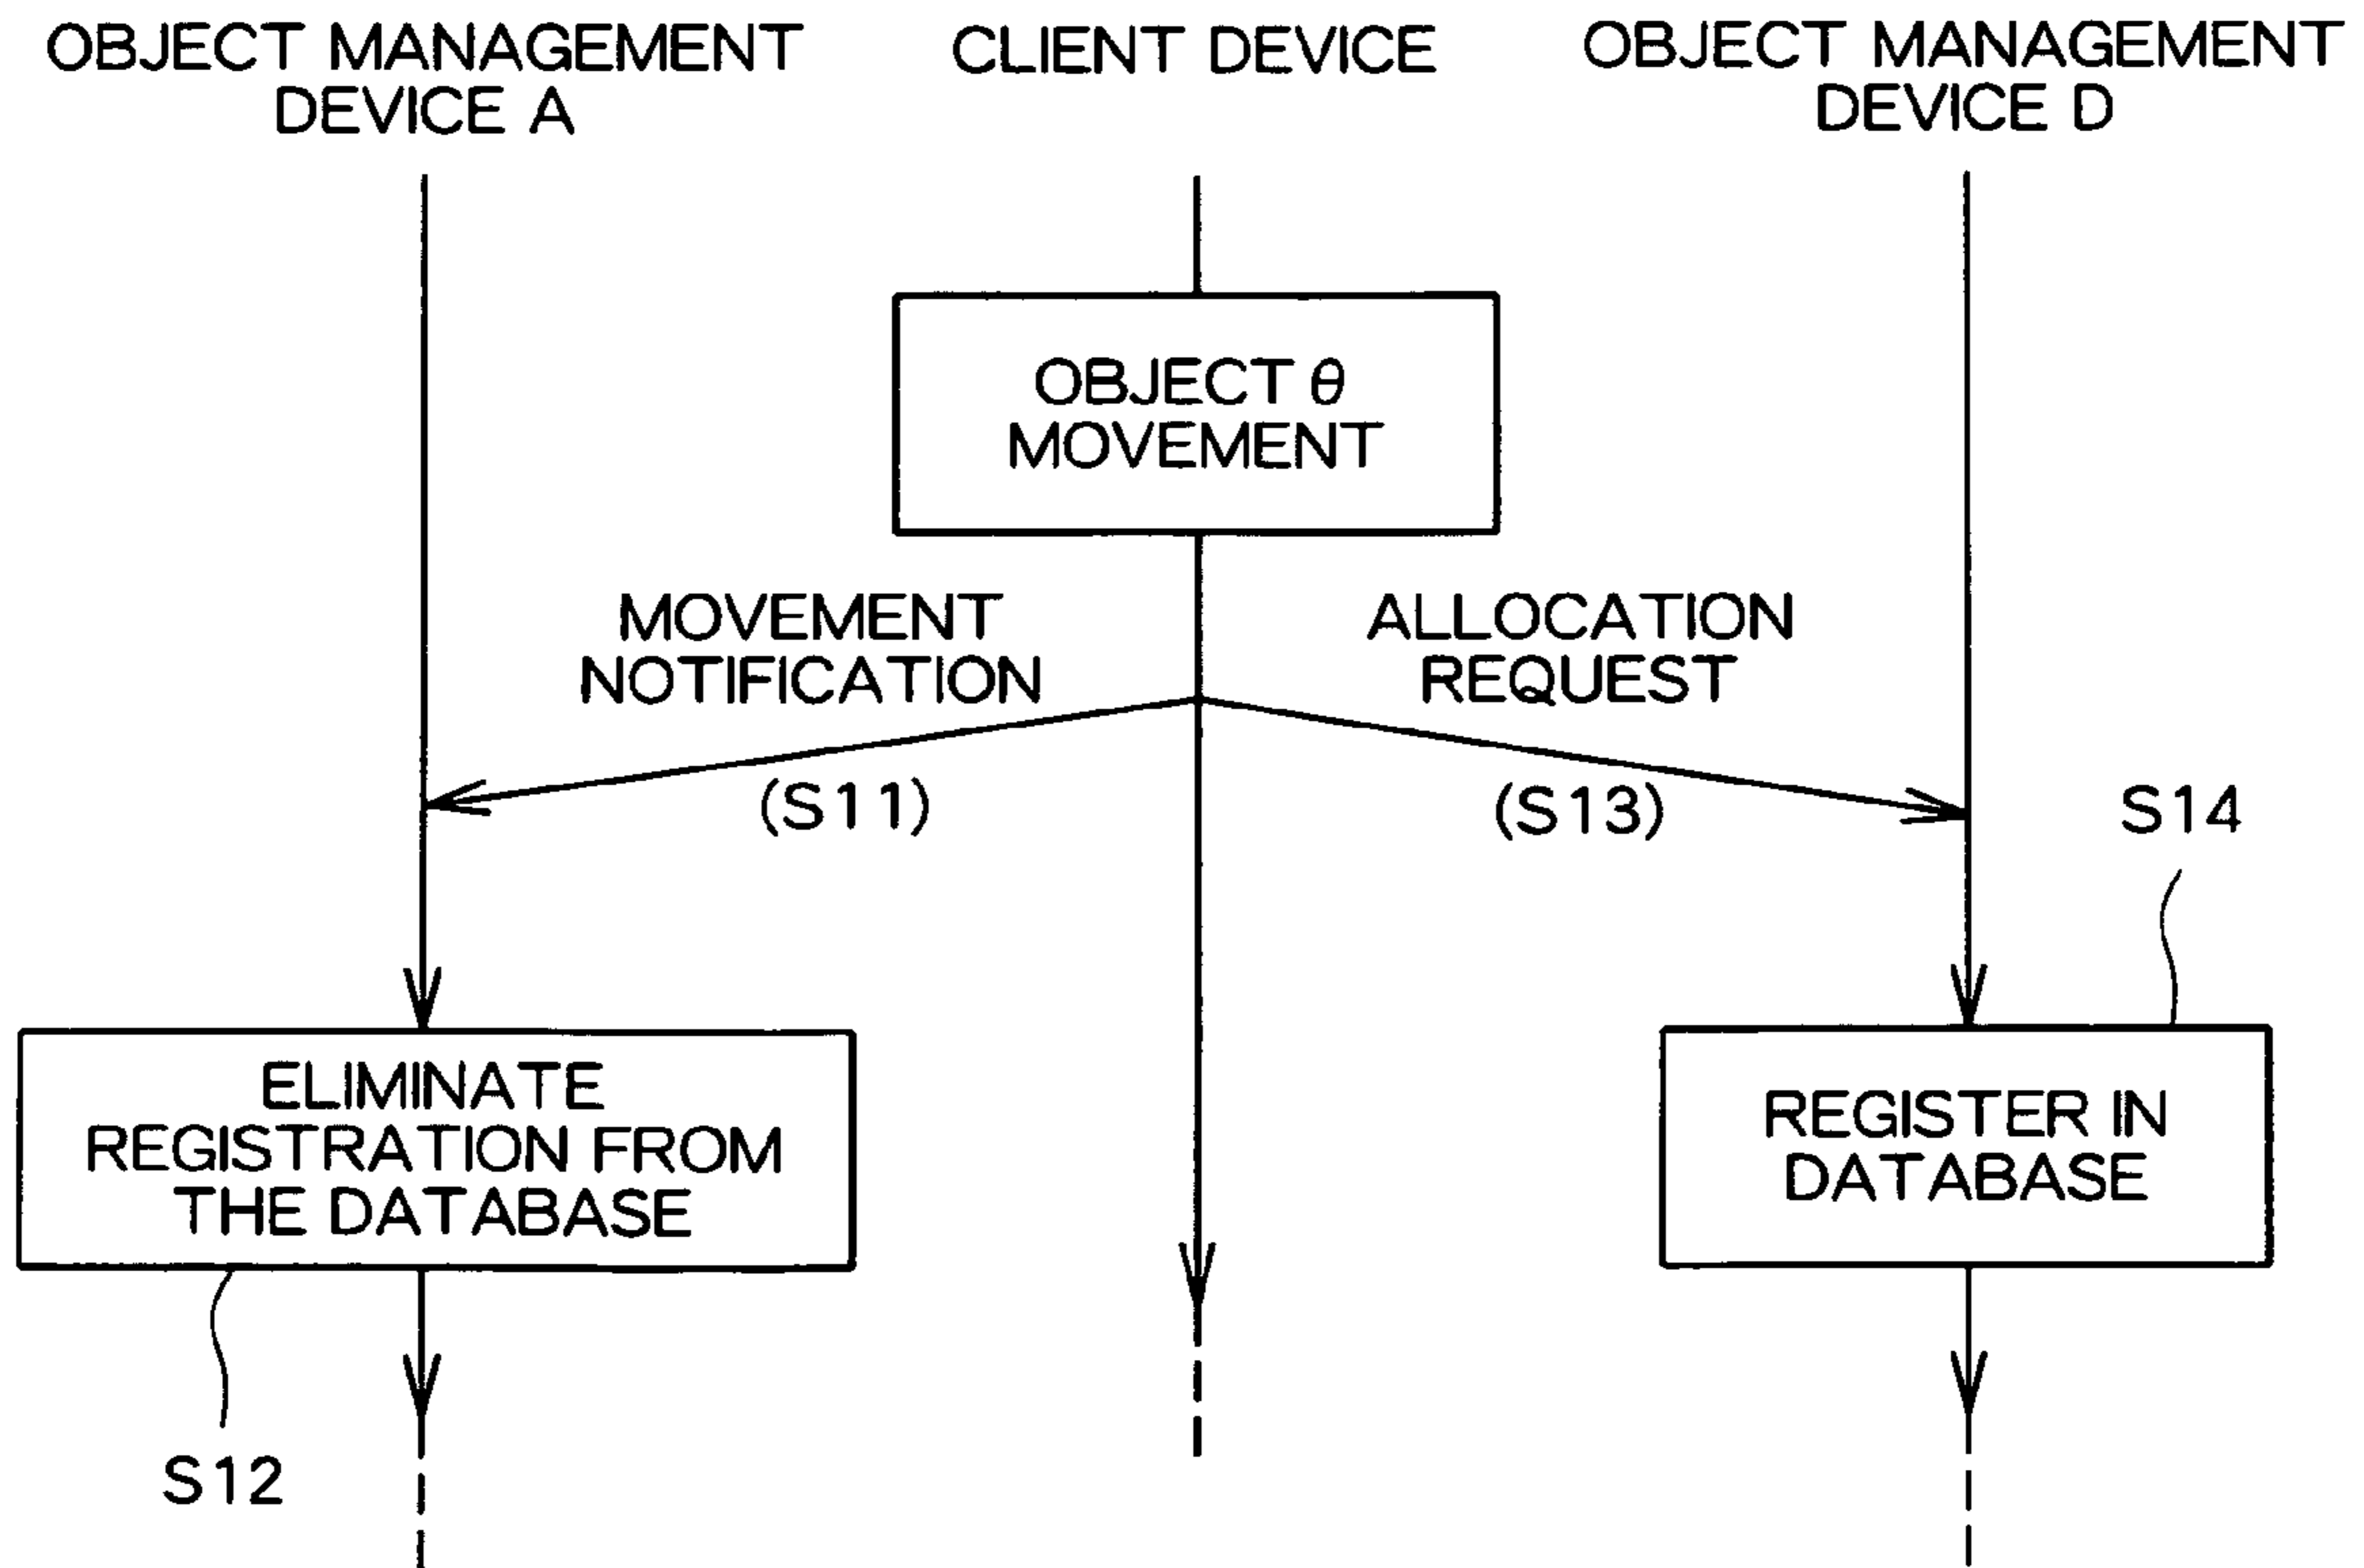 OBJECT MANAGEMENT
DEVICE A
CLIENT DEVICE
OBJECT MANAGEMENT
DEVICE D
OBJECT θ
MOVEMENT
MOVEMENT
NOTIFICATION
ALLOCATION
REQUEST
(S11)
(S13)
S14
ELIMINATE
REGISTRATION FROM
THE DATABASE
REGISTER IN
DATABASE
S12